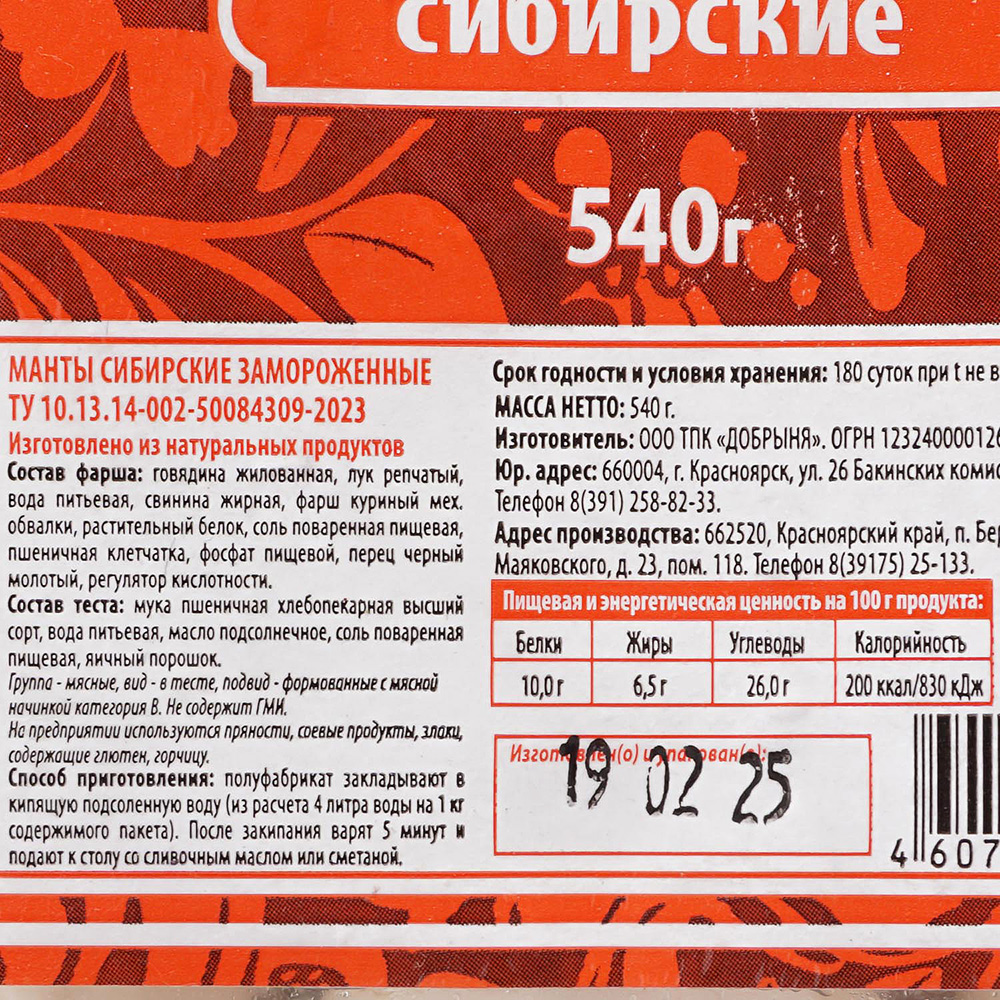 сибирские
540г
МАНТЫ СИБИРСКИЕ ЗАМОРОЖЕННЫЕ
ТУ 10.13.14-002-50084309-2023
Изготовлено из натуральных продуктов
Состав фарша: говядина жилованная, лук репчатый,
вода питьевая, свинина жирная, фарш куриный мех.
обвалки, растительный белок, соль поваренная пищевая,
пшеничная клетчатка, фосфат пищевой, перец черный
молотый, регулятор кислотности.
Состав теста: мука пшеничная хлебопекарная высший
сорт, вода питьевая, масло подсолнечное, соль поваренная
пищевая, яичный порошок.
Группа - мясные, вид - в тесте, подвид - формованные с мясной
начинкой категория В. Не содержит ГМИ.
На предприятии используются пряности, соевые продукты, злаки,
содержащие глютен, горчицу.
Способ приготовления: полуфабрикат закладывают в
кипящую подсоленную воду (из расчета 4 литра воды на 1 кг
содержимого пакета). После закипания варят 5 минут и
подают к столу со сливочным маслом или сметаной.
Срок годности и условия хранения: 180 суток при t не в
МАССА НЕТТО: 540 г.
Изготовитель: ООО ТПК «ДОБРЫНЯ». ОГРН 123240000126
Юр. адрес: 660004, г. Красноярск, ул. 26 Бакинских комис
Телефон 8(391) 258-82-33.
Адрес производства: 662520, Красноярский край, п. Бер
Маяковского, д. 23, пом. 118. Телефон 8(39175) 25-133.
Пищевая и энергетическая ценность на 100 г продукта:
Белки Жиры Углеводы Калорийность
10,0 г 6,5 г 26,0 г 200 ккал/830 кДж
Изготовлен(о) и упакован(о):
19 02 25
4 607